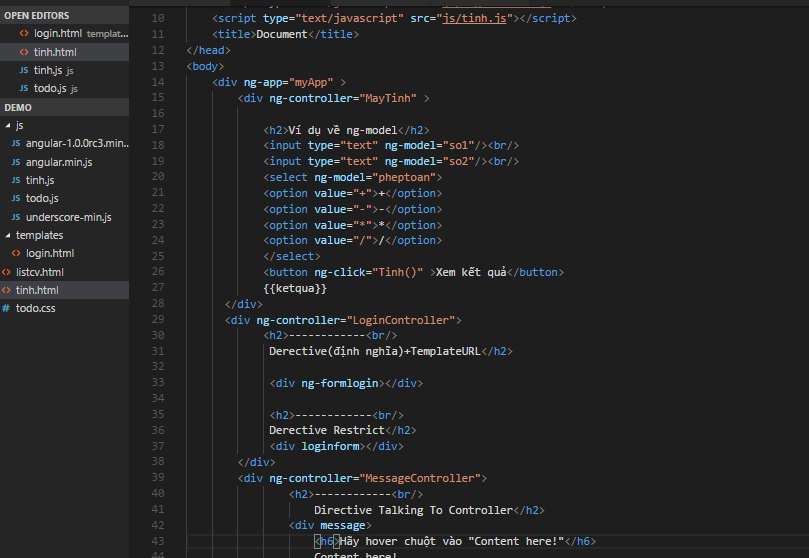 OPEN EDITORS
<> login.html templat...
<> tinh.html
JS tinh.js js
JS todo.js js
DEMO
js
JS angular-1.0.0rc3.min...
JS angular.min.js
JS tinh.js
JS todo.js
JS underscore-min.js
templates
<> login.html
<> listcv.html
<> tinh.html
# todo.css
10 <script type="text/javascript" src="js/tinh.js"></script>
11 <title>Document</title>
12 </head>
13 <body>
14 <div ng-app="myApp" >
15 <div ng-controller="MayTinh" >
16
17 <h2>Ví dụ về ng-model</h2>
18 <input type="text" ng-model="so1"/><br/>
19 <input type="text" ng-model="so2"/><br/>
20 <select ng-model="pheptoan">
21 <option value="+">+</option>
22 <option value="-">-</option>
23 <option value="*">*</option>
24 <option value="/">/</option>
25 </select>
26 <button ng-click="Tinh()" >Xem kết quả</button>
27 {{ketqua}}
28 </div>
29 <div ng-controller="LoginController">
30 <h2>------------<br/>
31 Derective(định nghĩa)+TemplateURL</h2>
32
33 <div ng-formlogin></div>
34
35 <h2>------------<br/>
36 Derective Restrict</h2>
37 <div loginform></div>
38 </div>
39 <div ng-controller="MessageController">
40 <h2>------------<br/>
41 Directive Talking To Controller</h2>
42 <div message>
43 <h6>Hãy hover chuột vào "Content here!"</h6>
44 Content here!